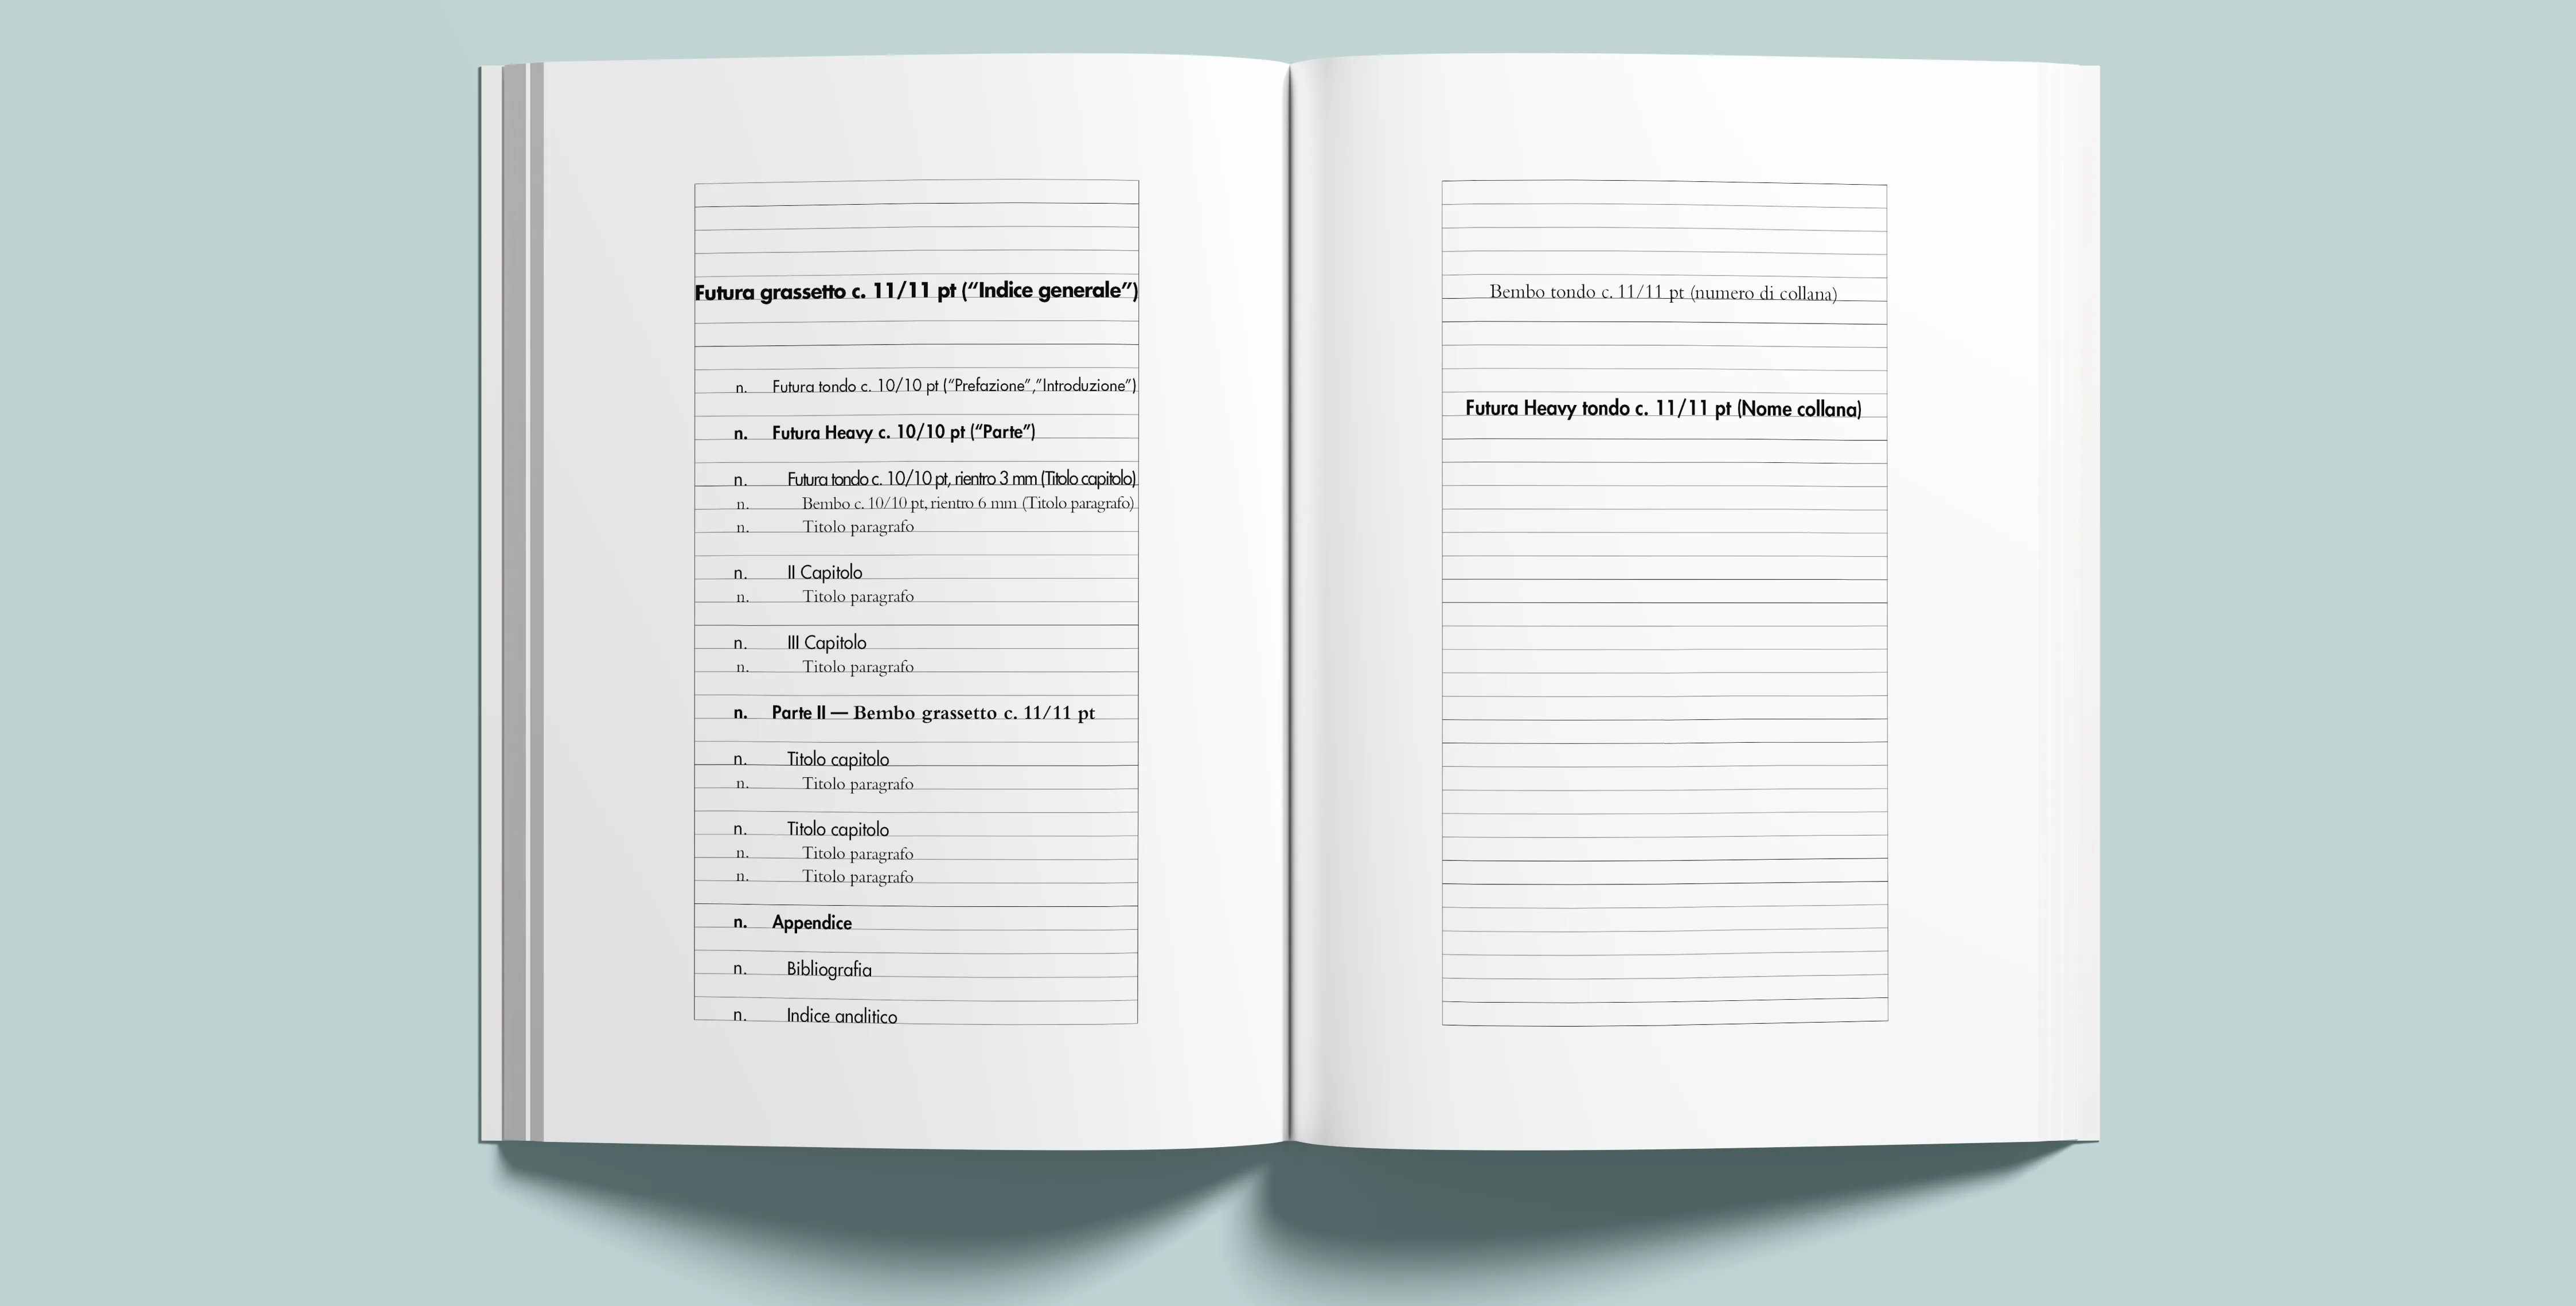 Futura grassetto c. 11/11 pt (“Indice generale”)
n. Futura tondo c. 10/10 pt (“Prefazione”,“Introduzione”)
n. Futura Heavy c. 10/10 pt (“Parte”)
n. Futura tondo c. 10/10 pt, rientro 3 mm (Titolo capitolo)
n. Bembo c. 10/10 pt, rientro 6 mm (Titolo paragrafo)
n. Titolo paragrafo
n. II Capitolo
n. Titolo paragrafo
n. III Capitolo
n. Titolo paragrafo
n. Parte II — Bembo grassetto c. 11/11 pt
n. Titolo capitolo
n. Titolo paragrafo
n. Titolo capitolo
n. Titolo paragrafo
n. Titolo paragrafo
n. Appendice
n. Bibliografia
n. Indice analitico
Bembo tondo c. 11/11 pt (numero di collana)
Futura Heavy tondo c. 11/11 pt (Nome collana)